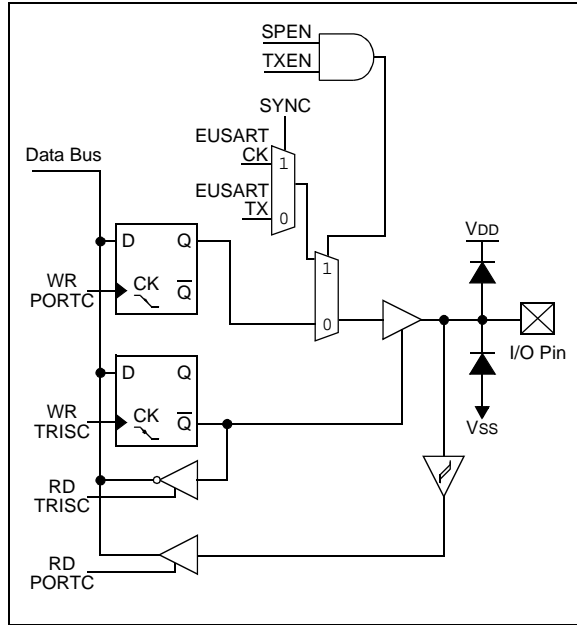 SPEN
TXEN
SYNC
EUSART
CK
1
Data Bus
EUSART
TX
0
D Q
1
VDD
WR
PORTC
CK
Q
0
I/O Pin
D Q
WR
TRISC
CK
Q
VSS
RD
TRISC
RD
PORTC